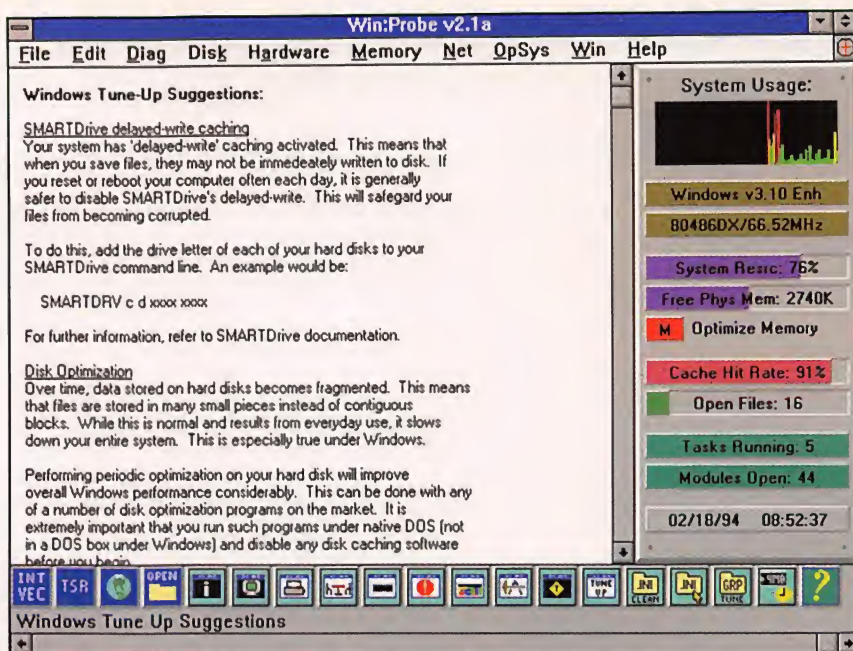 Win:Probe v2.1a
File Edit Diag Disk Hardware Memory Net OpSys Win Help
Windows Tune-Up Suggestions:
SMARTDrive delayed-write caching
Your system has 'delayed-write' caching activated. This means that
when you save files, they may not be immedeately written to disk. If
you reset or reboot your computer often each day, it is generally
safer to disable SMARTDrive's delayed-write. This will safegard your
files from becoming corrupted.
To do this, add the drive letter of each of your hard disks to your
SMARTDrive command line. An example would be:
SMARTDRV c d xxxx xxxx
For further information, refer to SMARTDrive documentation.
Disk Optimization
Over time, data stored on hard disks becomes fragmented. This means
that files are stored in many small pieces instead of contiguous
blocks. While this is normal and results from everyday use, it slows
down your entire system. This is especially true under Windows.
Performing periodic optimization on your hard disk will improve
overall Windows performance considerably. This can be done with any
of a number of disk optimization programs on the market. It is
extremely important that you run such programs under native DOS (not
in a DOS box under Windows) and disable any disk caching software
before you begin.
System Usage:
Windows v3.10 Enh
80486DX/66.52MHz
System Resrc: 76%
Free Phys Mem: 2740K
M Optimize Memory
Cache Hit Rate: 91%
Open Files: 16
Tasks Running: 5
Modules Open: 44
02/18/94 08:52:37
INT VEC
TSR
OPEN
TUNE UP
INI CLEAN
INI
GRP TUNE
?
Windows Tune Up Suggestions